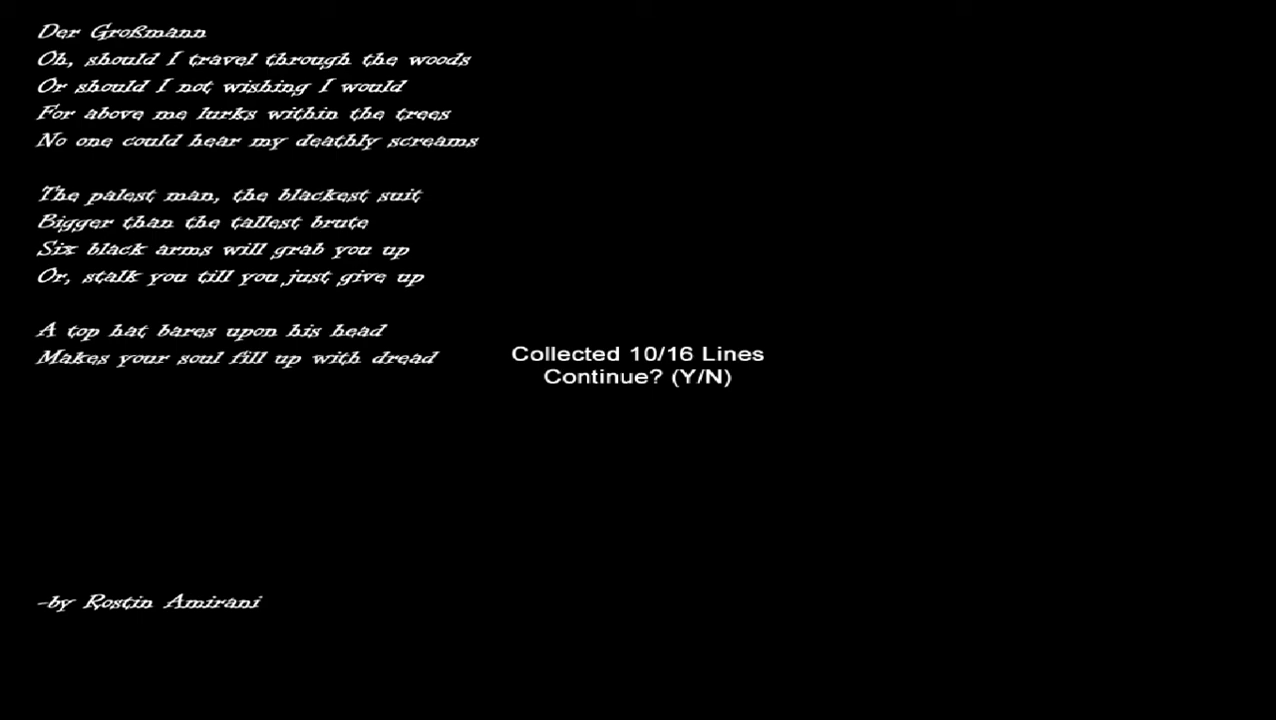 Der Großmann
Oh, should I travel through the woods
Or should I not wishing I would
For above me lurks within the trees
No one could hear my deathly screams
The palest man, the blackest suit
Bigger than the tallest brute
Six black arms will grab you up
Or, stalk you till you just give up
A top hat bares upon his head
Makes your soul fill up with dread
Collected 10/16 Lines
Continue? (Y/N)
-by Rostin Amirani